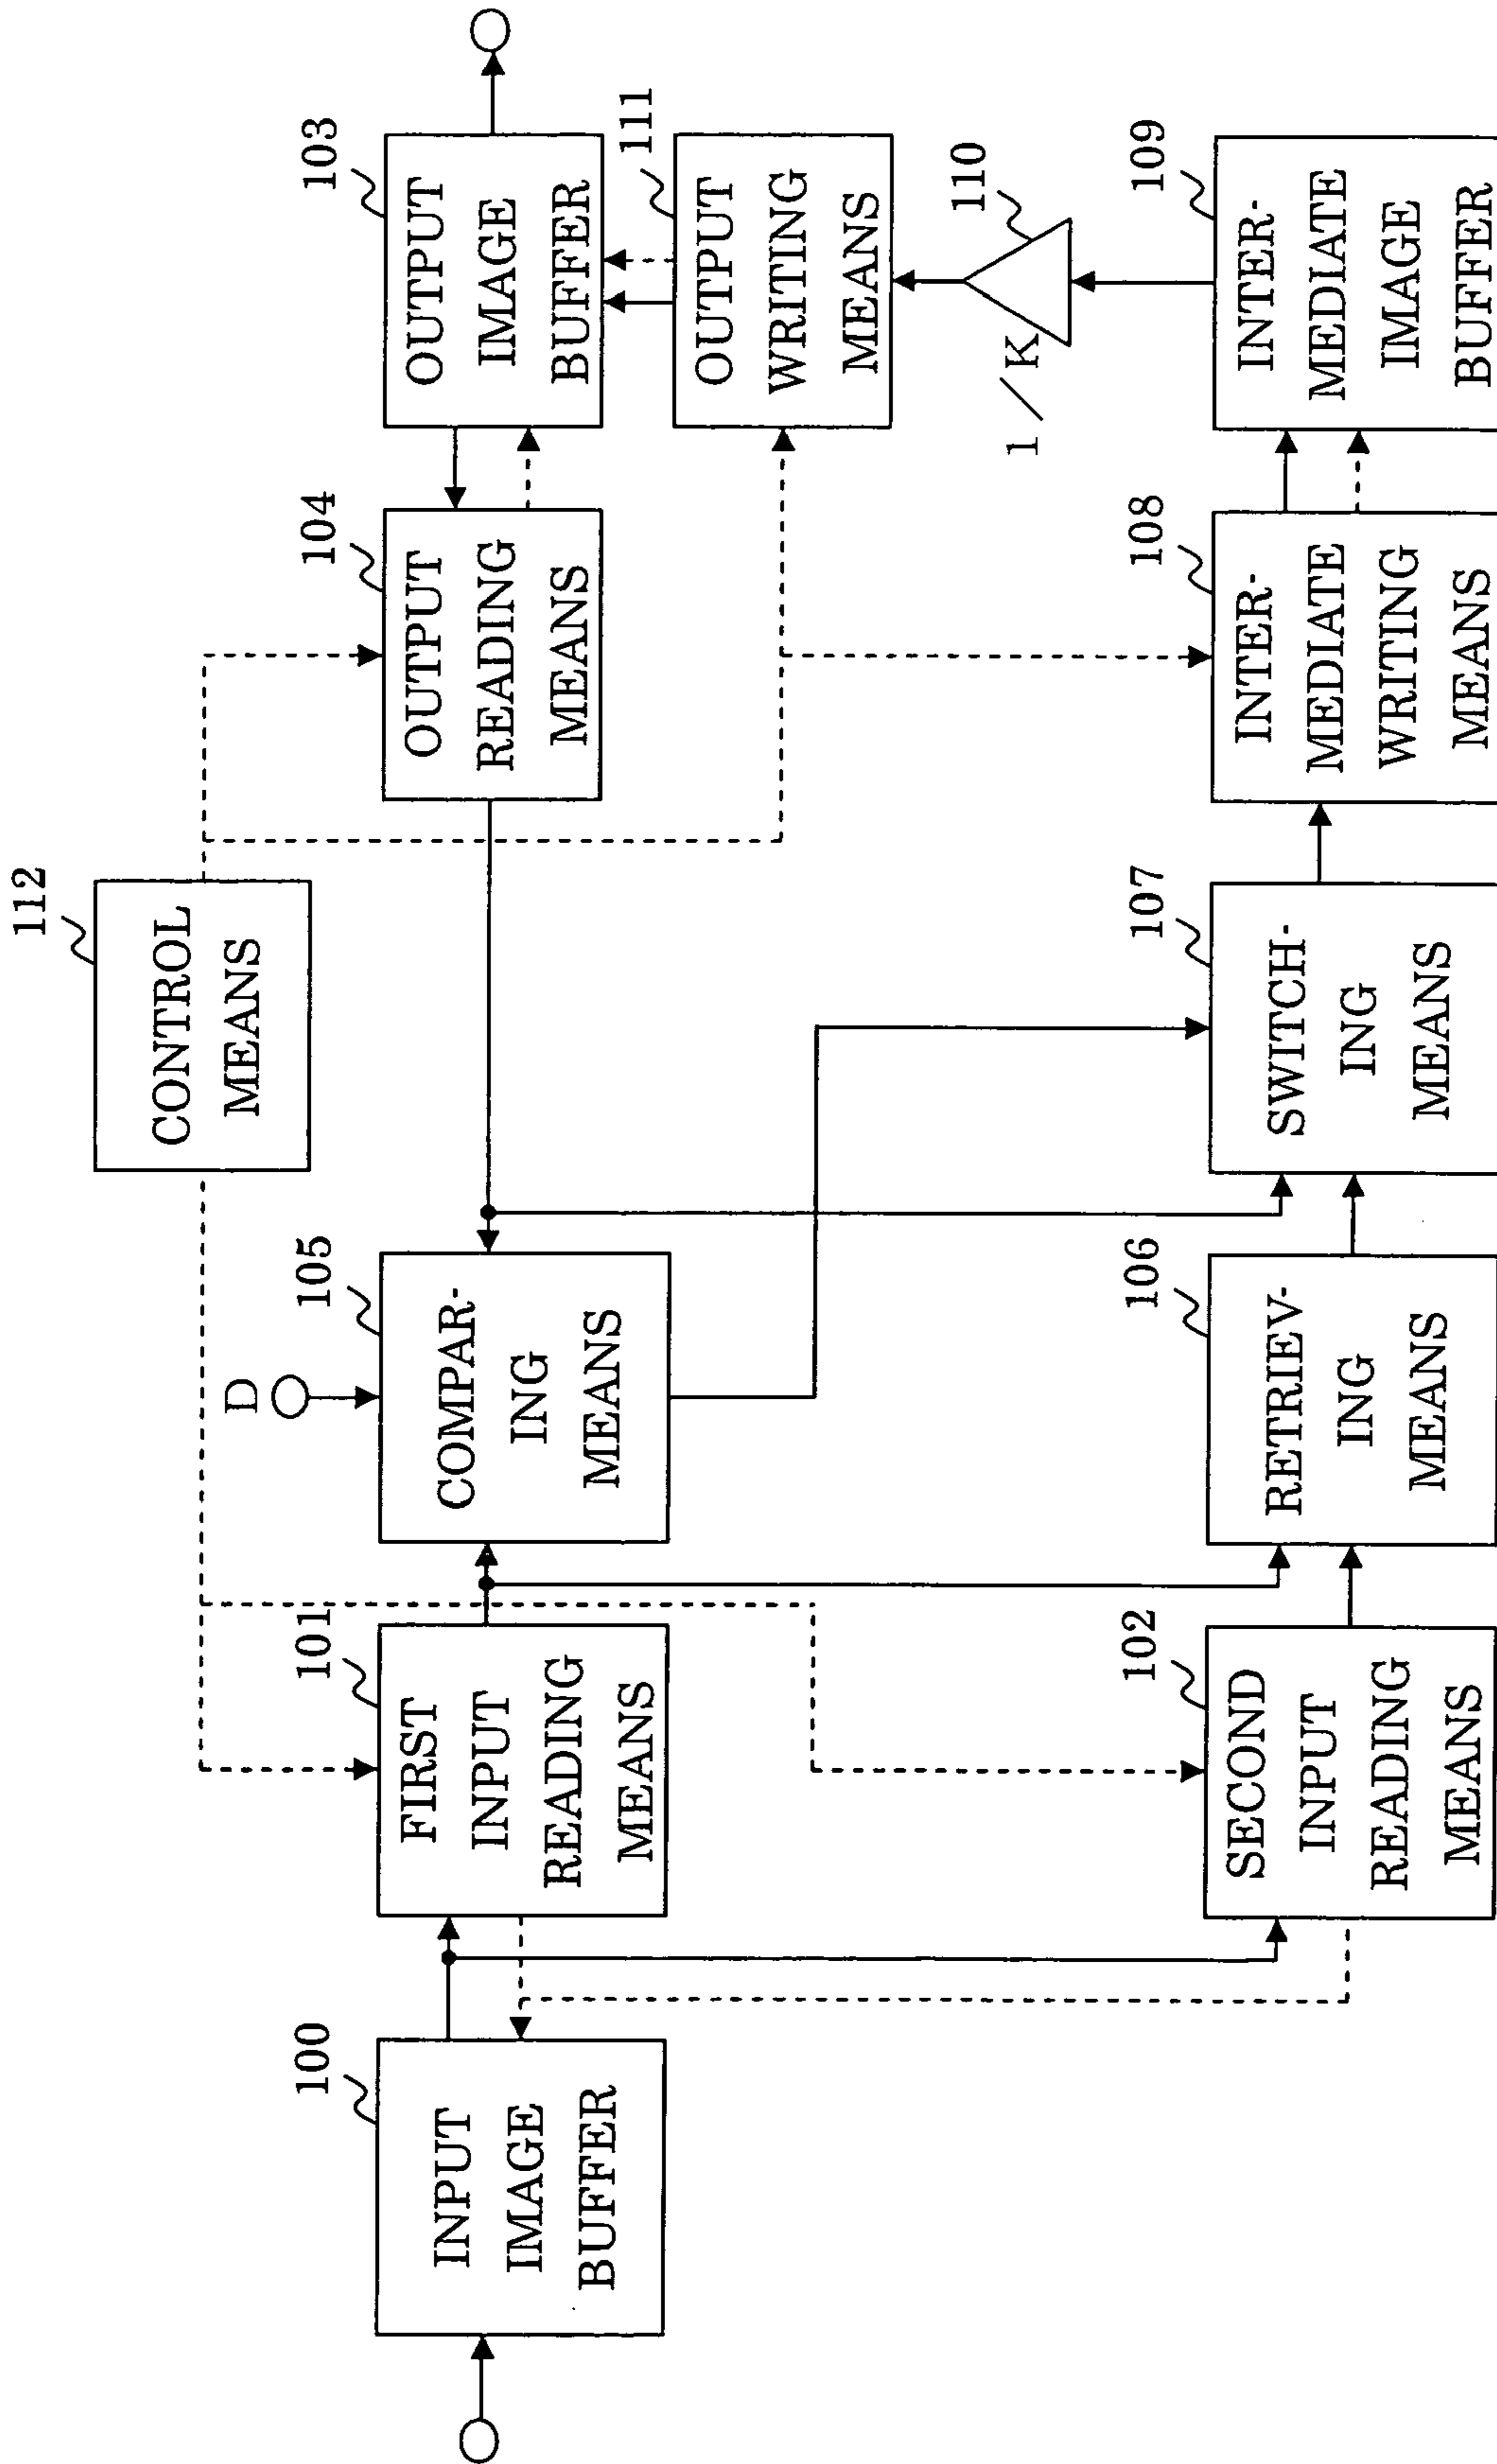 112
CONTROL
MEANS
100
INPUT
IMAGE
BUFFER
101
FIRST
INPUT
READING
MEANS
D
105
COMPAR-
ING
MEANS
104
OUTPUT
READING
MEANS
103
OUTPUT
IMAGE
BUFFER
111
OUTPUT
WRITING
MEANS
1/K
110
102
SECOND
INPUT
READING
MEANS
106
RETRIEV-
ING
MEANS
107
SWITCH-
ING
MEANS
108
INTER-
MEDIATE
WRITING
MEANS
109
INTER-
MEDIATE
IMAGE
BUFFER